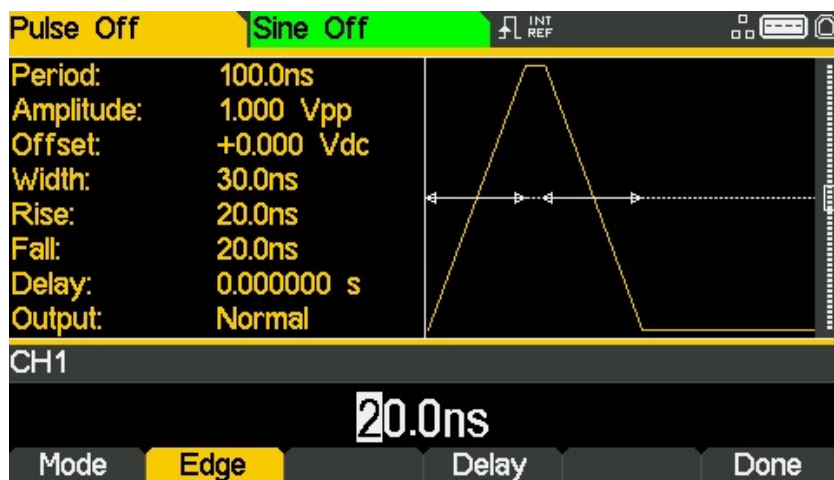 Pulse Off Sine Off INT REF
Period: 100.0ns
Amplitude: 1.000 Vpp
Offset: +0.000 Vdc
Width: 30.0ns
Rise: 20.0ns
Fall: 20.0ns
Delay: 0.000000 s
Output: Normal
CH1
20.0ns
Mode Edge Delay Done